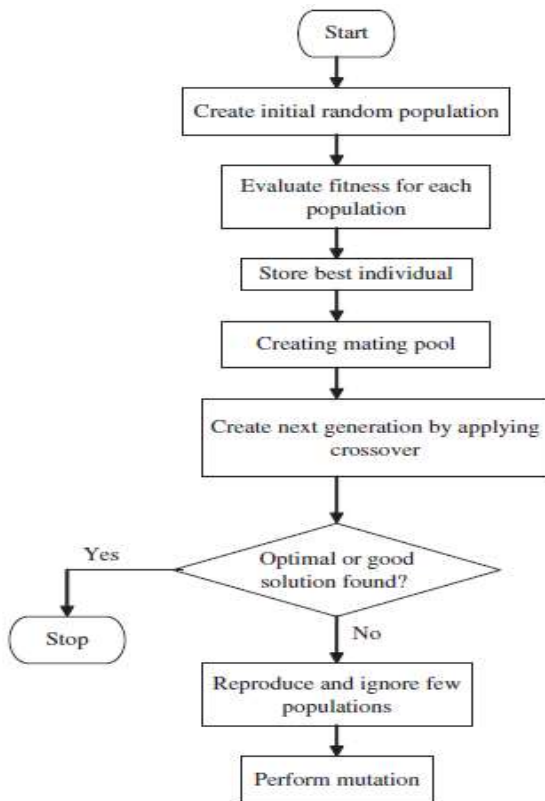 Start
Create initial random population
Evaluate fitness for each
population
Store best individual
Creating mating pool
Create next generation by applying
crossover
Optimal or good
solution found?
Yes
Stop
No
Reproduce and ignore few
populations
Perform mutation